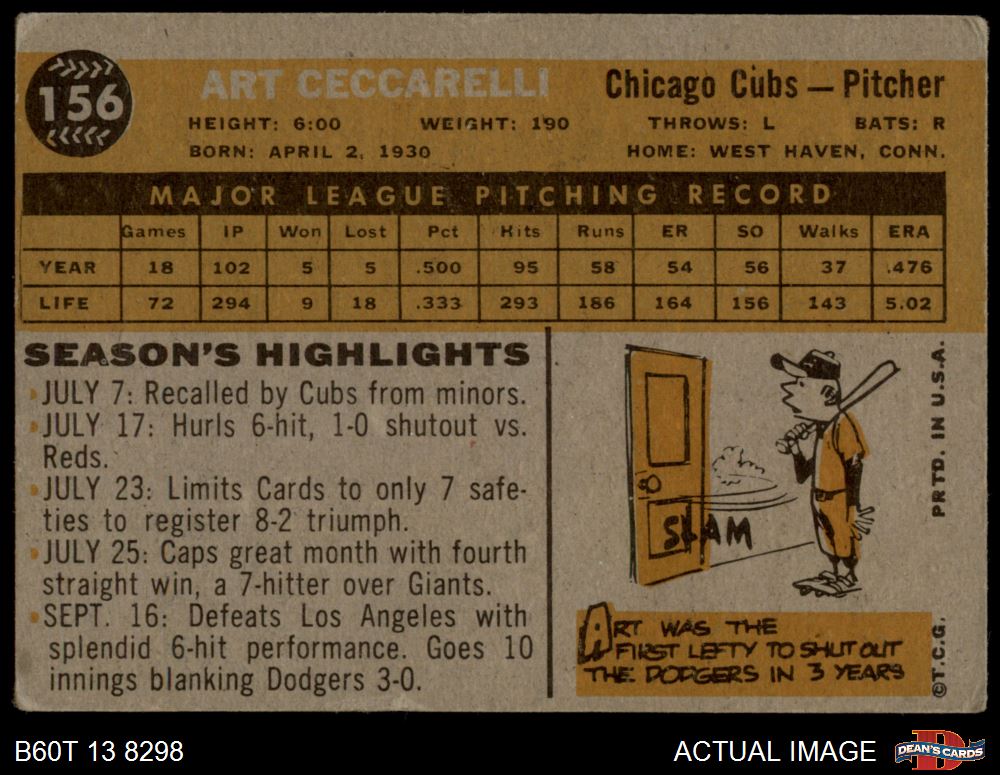 156
ART CECCARELLI
Chicago Cubs — Pitcher
HEIGHT: 6:00 WEIGHT: 190 THROWS: L BATS: R
BORN: APRIL 2, 1930 HOME: WEST HAVEN, CONN.
MAJOR LEAGUE PITCHING RECORD
Games IP Won Lost Pct Hits Runs ER SO Walks ERA
YEAR 18 102 5 5 .500 95 58 54 56 37 .476
LIFE 72 294 9 18 .333 293 186 164 156 143 5.02
SEASON'S HIGHLIGHTS
JULY 7: Recalled by Cubs from minors.
JULY 17: Hurls 6-hit, 1-0 shutout vs.
Reds.
JULY 23: Limits Cards to only 7 safe-
ties to register 8-2 triumph.
JULY 25: Caps great month with fourth
straight win, a 7-hitter over Giants.
SEPT. 16: Defeats Los Angeles with
splendid 6-hit performance. Goes 10
innings blanking Dodgers 3-0.
SLAM
ART WAS THE
FIRST LEFTY TO SHUT OUT
THE DODGERS IN 3 YEARS
©T.C.G. PRTD. IN U.S.A.
B60T 13 8298
ACTUAL IMAGE
DEAN'S CARDS